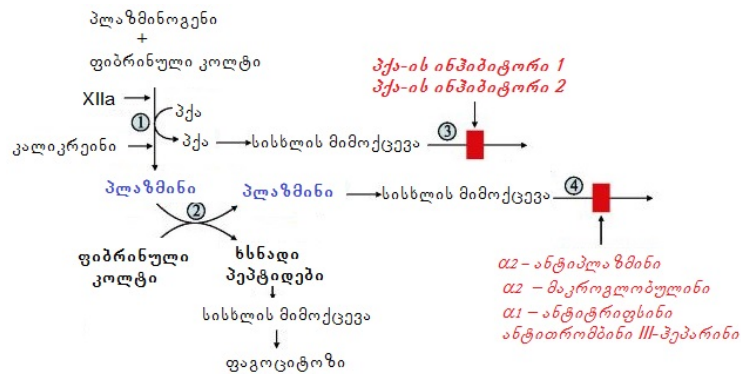 პლაზმინოგენი
+
ფიბრინული კოლტი
XIIa
პქა
1
პქა
კალიკრეინი
სისხლის მიმოქცევა
3
პქა-ის ინჰიბიტორი 1
პქა-ის ინჰიბიტორი 2
პლაზმინი
პლაზმინი
სისხლის მიმოქცევა
4
2
ფიბრინული
კოლტი
ხსნადი
პეპტიდები
სისხლის მიმოქცევა
ფაგოციტოზი
α2 – ანტიპლაზმინი
α2 – მაკროგლობულინი
α1 – ანტიტრიფსინი
ანტითრომბინი III-ჰეპარინი